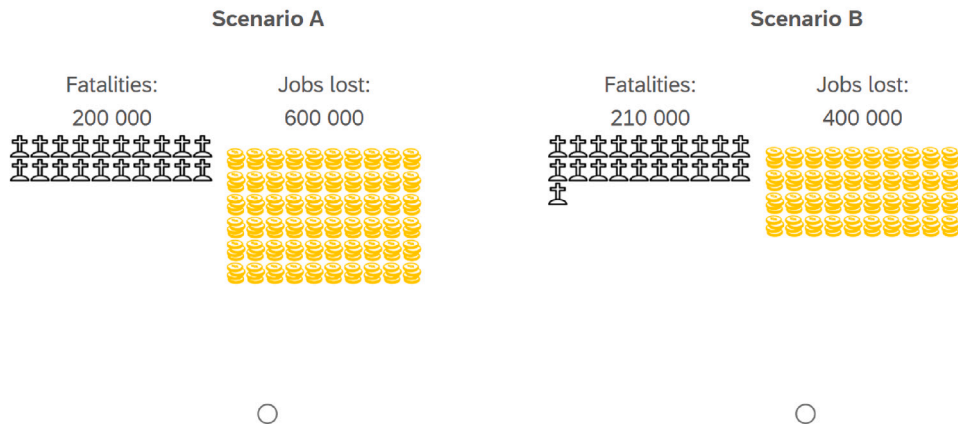 Scenario A
Scenario B
Fatalities:
Jobs lost:
Fatalities:
Jobs lost:
200 000
600 000
210 000
400 000